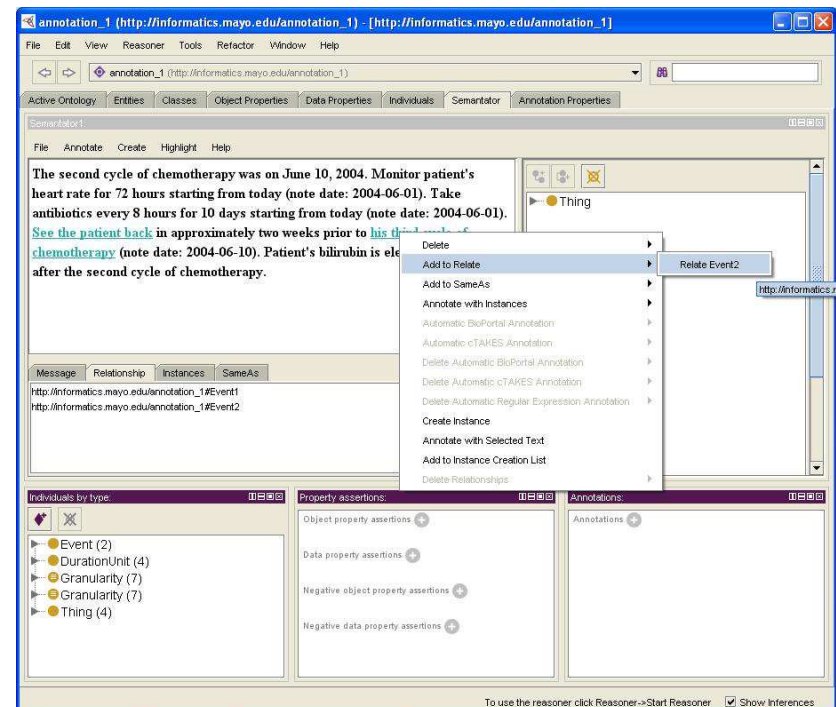 annotation_1 (http://informatics.mayo.edu/annotation_1) - [http://informatics.mayo.edu/annotation_1]
File Edit View Reasoner Tools Refactor Window Help
annotation_1 (http://informatics.mayo.edu/annotation_1)
Active Ontology Entities Classes Object Properties Data Properties Individuals Semantator Annotation Properties
Semantator1
File Annotate Create Highlight Help
The second cycle of chemotherapy was on June 10, 2004. Monitor patient's
heart rate for 72 hours starting from today (note date: 2004-06-01). Take
antibiotics every 8 hours for 10 days starting from today (note date: 2004-06-01).
See the patient back in approximately two weeks prior to his third cycle of
chemotherapy (note date: 2004-06-10). Patient's bilirubin is ele
after the second cycle of chemotherapy.
Thing
Delete
Add to Relate
Relate Event2
Add to SameAs
http://informatics.
Annotate with Instances
Automatic BioPortal Annotation
Automatic cTAKES Annotation
Delete Automatic BioPortal Annotation
Delete Automatic cTAKES Annotation
Delete Automatic Regular Expression Annotation
Create Instance
Annotate with Selected Text
Add to Instance Creation List
Delete Relationships
Message Relationship Instances SameAs
http://informatics.mayo.edu/annotation_1#Event1
http://informatics.mayo.edu/annotation_1#Event2
Individuals by type:
Event (2)
DurationUnit (4)
Granularity (7)
Granularity (7)
Thing (4)
Property assertions:
Object property assertions
Data property assertions
Negative object property assertions
Negative data property assertions
Annotations:
Annotations
To use the reasoner click Reasoner->Start Reasoner Show Inferences